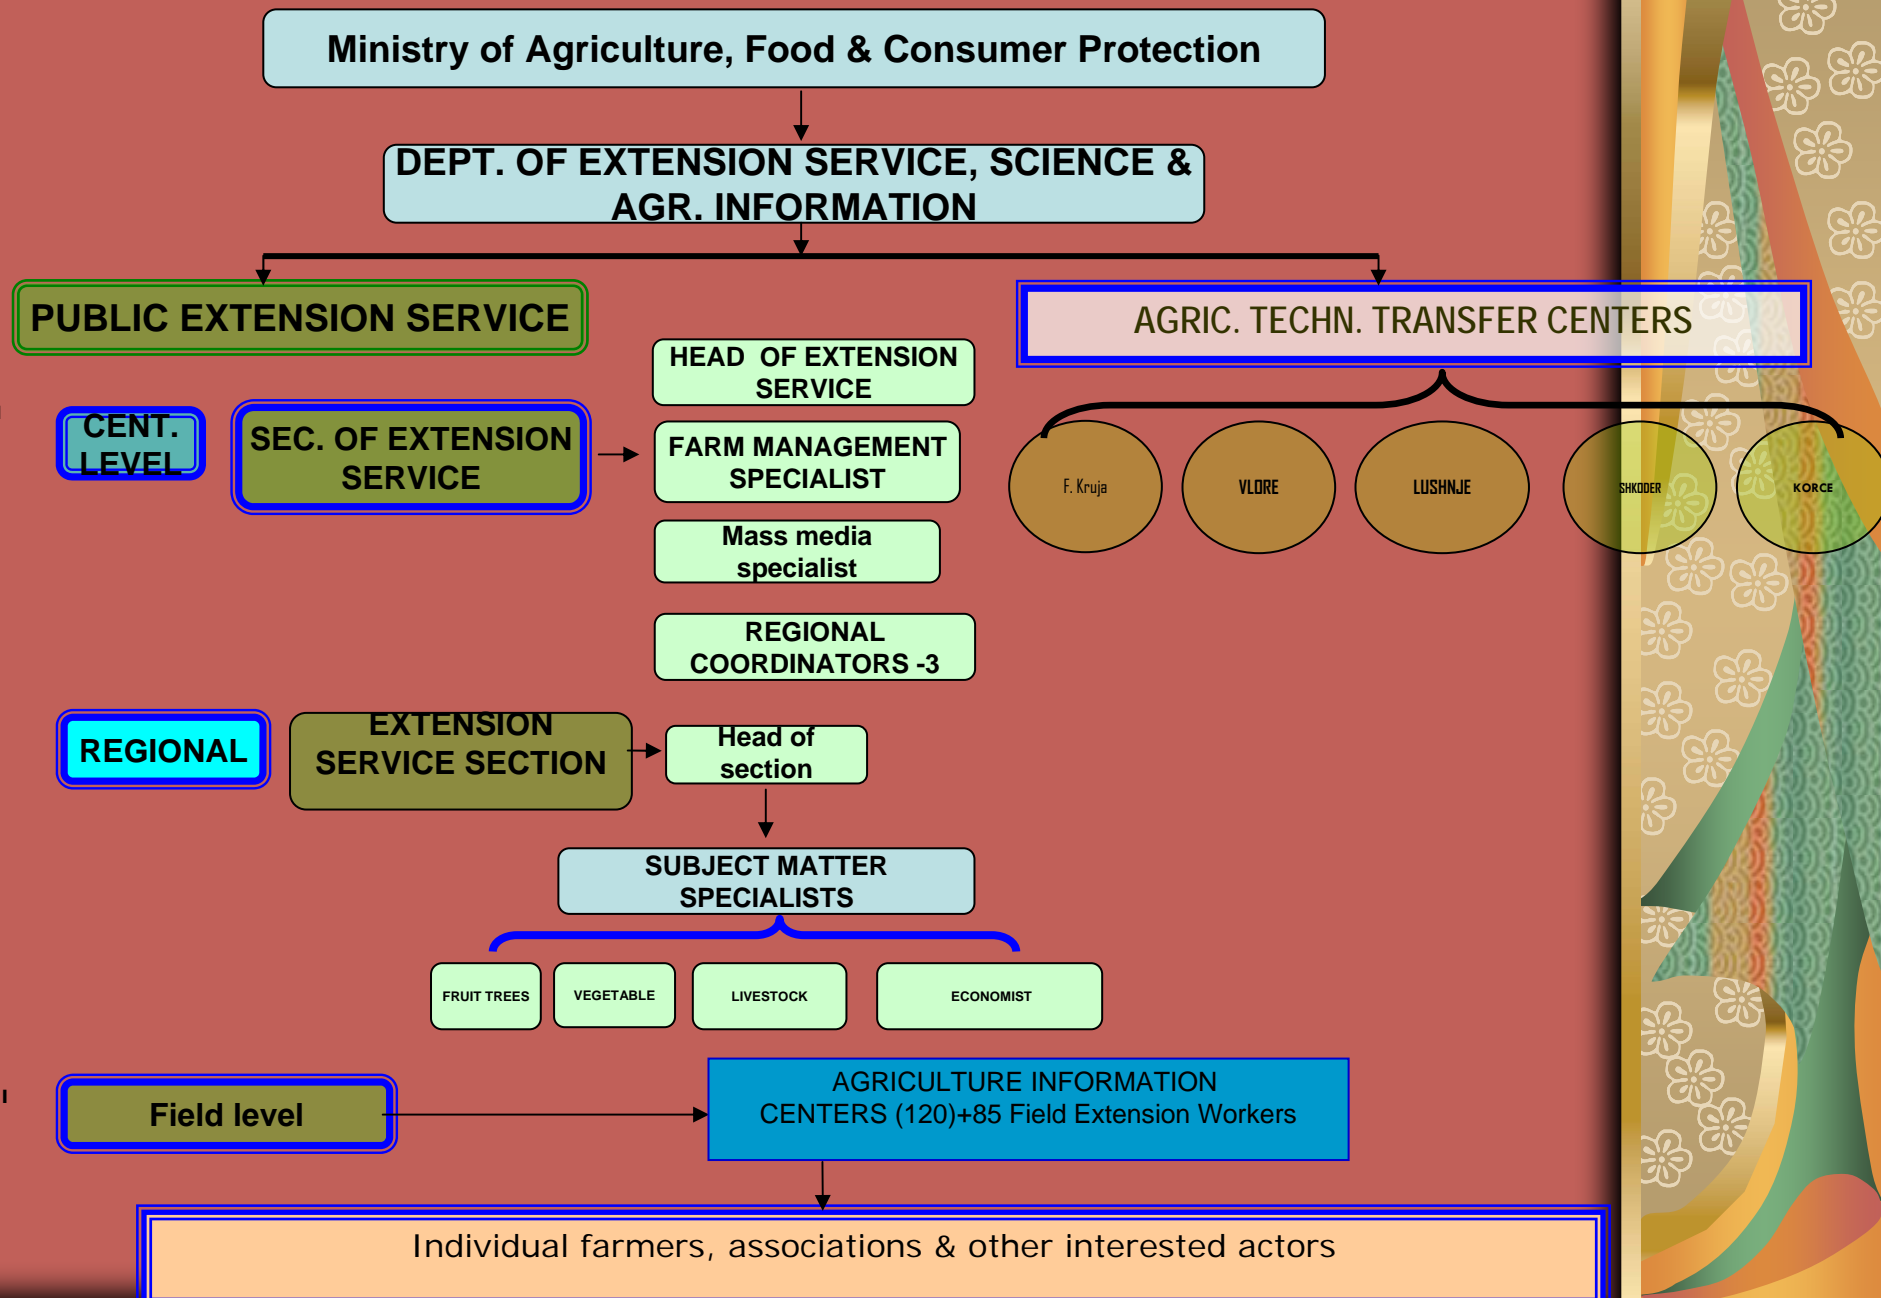 Ministry of Agriculture, Food & Consumer Protection
DEPT. OF EXTENSION SERVICE, SCIENCE &
AGR. INFORMATION
PUBLIC EXTENSION SERVICE
AGRIC. TECHN. TRANSFER CENTERS
HEAD OF EXTENSION
SERVICE
CENT.
LEVEL
SEC. OF EXTENSION
SERVICE
FARM MANAGEMENT
SPECIALIST
F. Kruja
VLORE
LUSHNJE
SHKODER
KORCE
Mass media
specialist
REGIONAL
COORDINATORS -3
REGIONAL
EXTENSION
SERVICE SECTION
Head of
section
SUBJECT MATTER
SPECIALISTS
FRUIT TREES
VEGETABLE
LIVESTOCK
ECONOMIST
Field level
AGRICULTURE INFORMATION
CENTERS (120)+85 Field Extension Workers
Individual farmers, associations & other interested actors